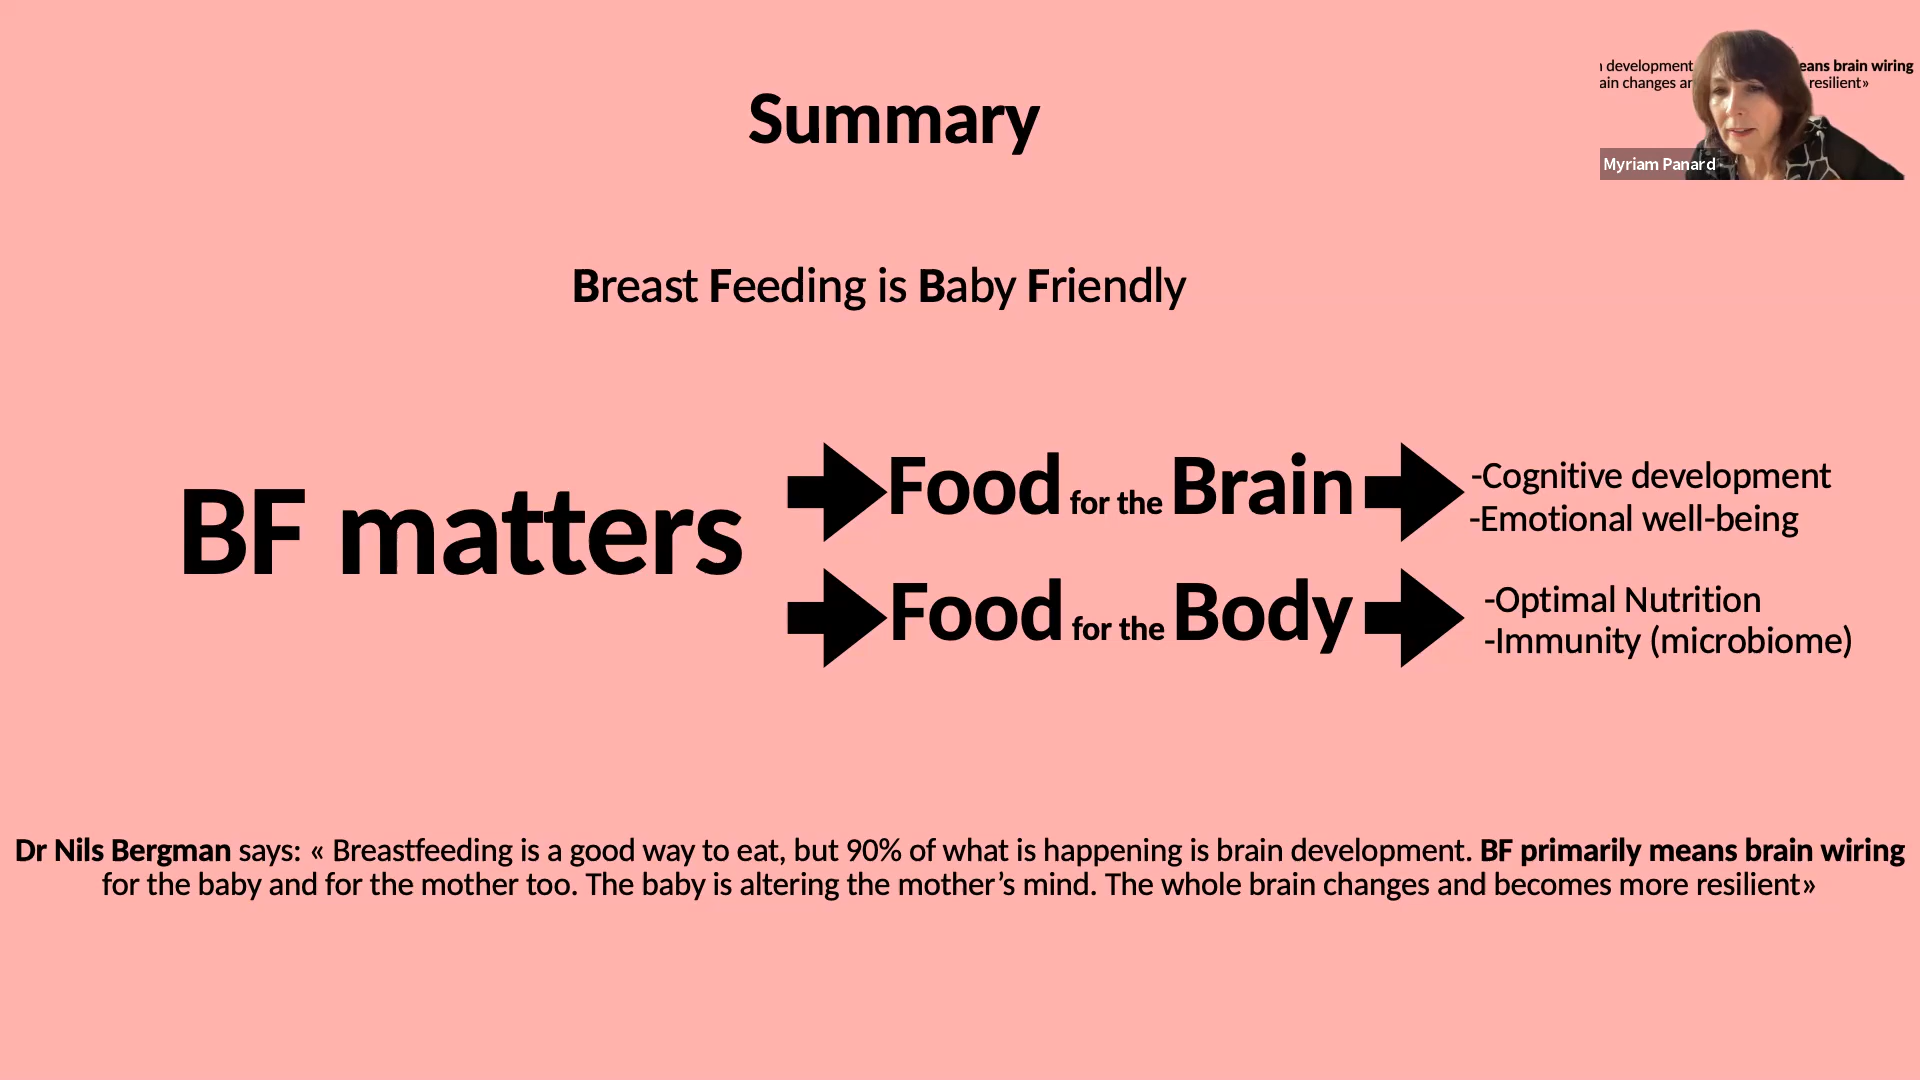 Summary
Breast Feeding is Baby Friendly
BF matters
Food for the Brain
-Cognitive development
-Emotional well-being
Food for the Body
-Optimal Nutrition
-Immunity (microbiome)
Dr Nils Bergman says: « Breastfeeding is a good way to eat, but 90% of what is happening is brain development. BF primarily means brain wiring
for the baby and for the mother too. The baby is altering the mother’s mind. The whole brain changes and becomes more resilient»
development eans brain wiring
ain changes ar resilient»
Myriam Panard